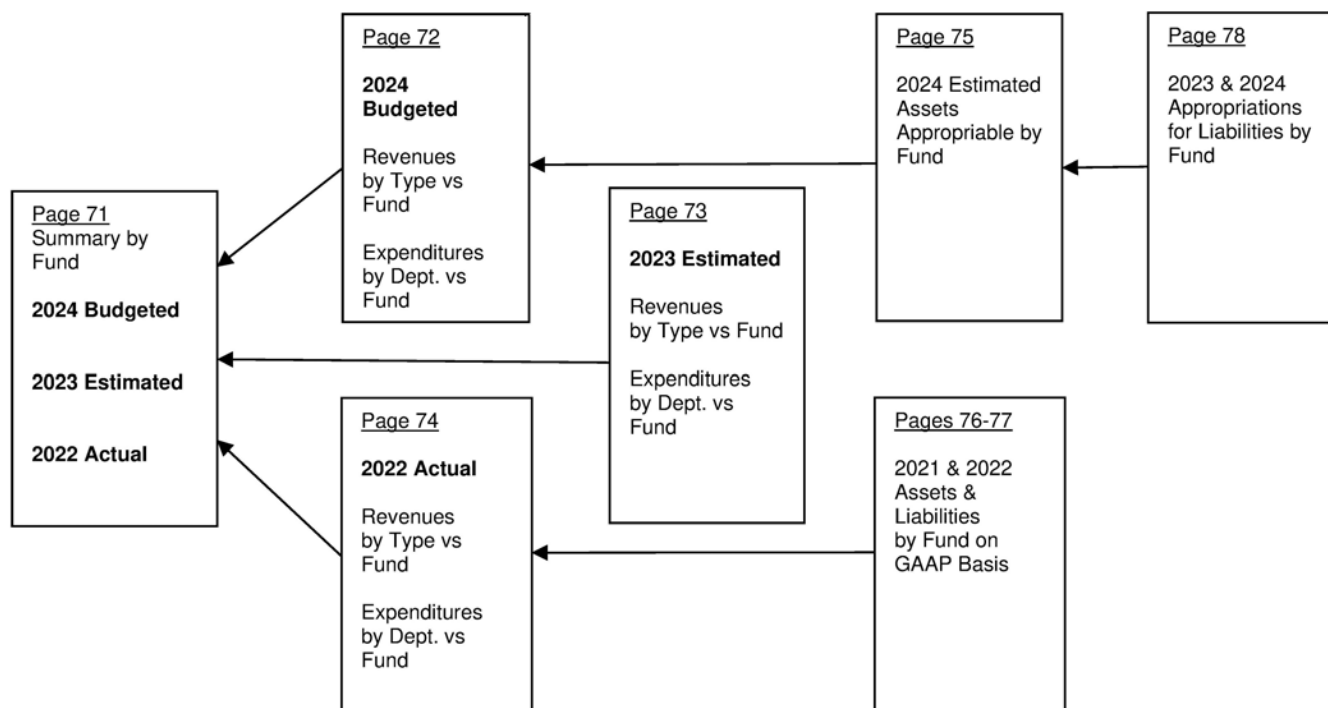 Page 71
Summary by
Fund
2024 Budgeted
2023 Estimated
2022 Actual
Page 72
2024
Budgeted
Revenues
by Type vs
Fund
Expenditures
by Dept. vs
Fund
Page 73
2023 Estimated
Revenues
by Type vs Fund
Expenditures
by Dept. vs
Fund
Page 74
2022 Actual
Revenues
by Type vs
Fund
Expenditures
by Dept. vs
Fund
Page 75
2024 Estimated
Assets
Appropriable by
Fund
Pages 76-77
2021 & 2022
Assets &
Liabilities
by Fund on
GAAP Basis
Page 78
2023 & 2024
Appropriations
for Liabilities by
Fund